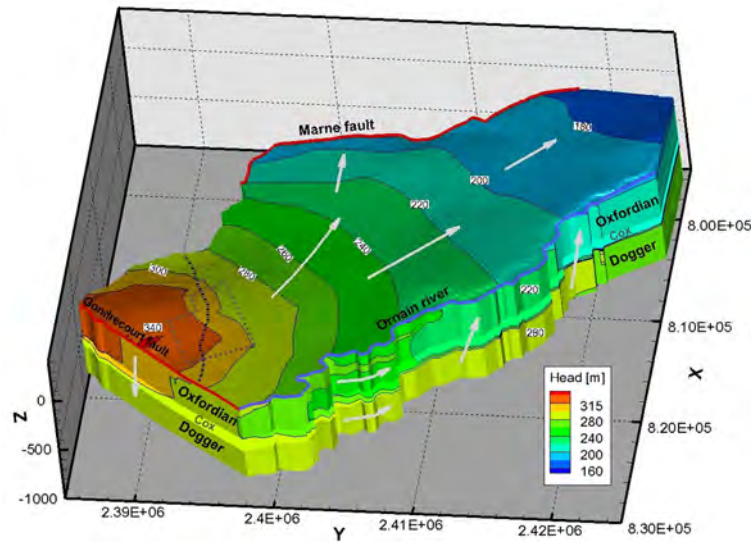 Marne fault
180
200
220
240
260
280
300
340
Gondrecourt fault
Ornain river
Oxfordian
Cox
Dogger
220
280
Oxfordian
Cox
Dogger
Z
0
-500
-1000
2.39E+06
2.4E+06
2.41E+06
2.42E+06
Y
8.00E+05
8.10E+05
8.20E+05
8.30E+05
X
Head [m]
315
280
240
200
160